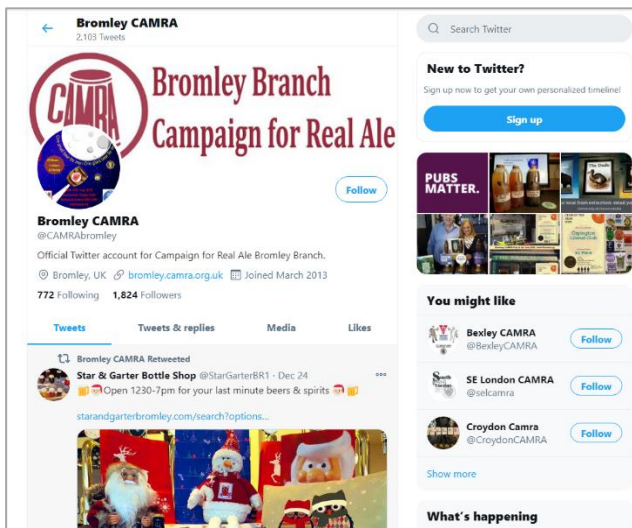 Bromley CAMRA
2,103 Tweets
CAMRA
Bromley Branch
Campaign for Real Ale
Follow
Bromley CAMRA
@CAMRAbromley
Official Twitter account for Campaign for Real Ale Bromley Branch.
Bromley, UK bromley.camra.org.uk Joined March 2013
772 Following 1,824 Followers
Tweets Tweets & replies Media Likes
Bromley CAMRA Retweeted
Star & Garter Bottle Shop @StarGarterBR1 · Dec 24
Open 1230-7pm for your last minute beers & spirits
starandgarterbromley.com/search?options...
Search Twitter
New to Twitter?
Sign up now to get your own personalized timeline!
Sign up
PUBS
MATTER.
You might like
Bexley CAMRA
@BexleyCAMRA
Follow
SE London CAMRA
@selcamra
Follow
Croydon Camra
@CroydonCAMRA
Follow
Show more
What's happening